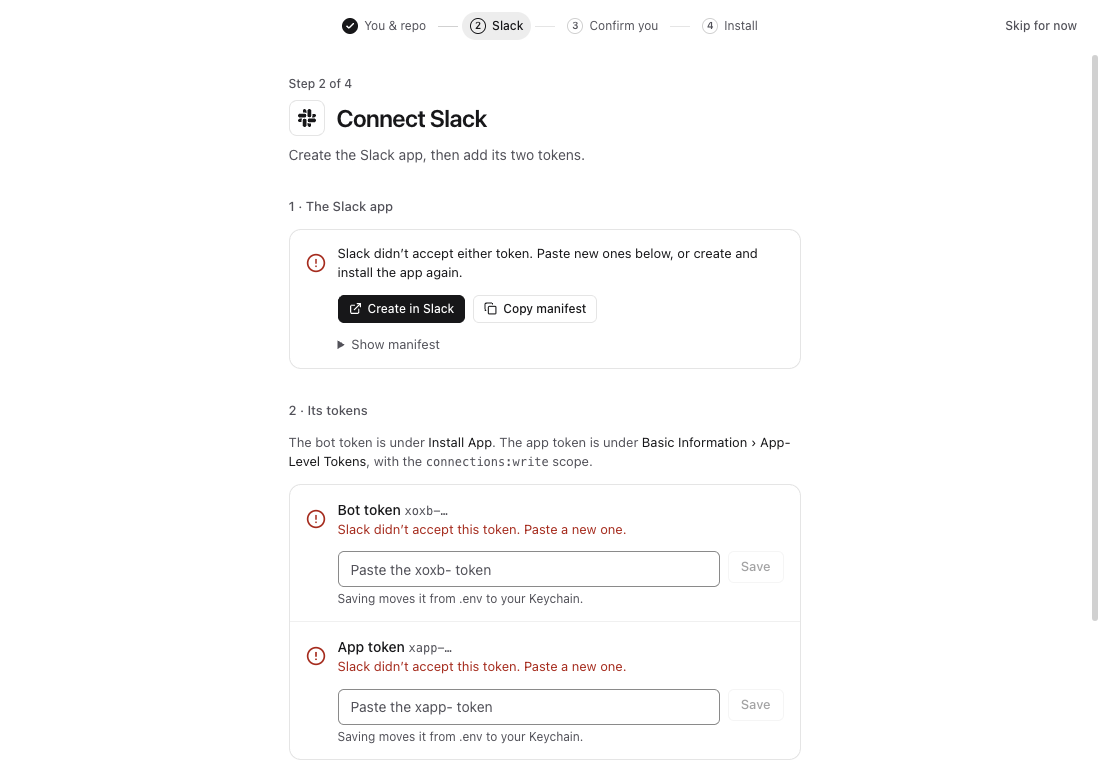 You & repo
2 Slack
3 Confirm you
4 Install
Skip for now
Step 2 of 4
Connect Slack
Create the Slack app, then add its two tokens.
1 · The Slack app
Slack didn’t accept either token. Paste new ones below, or create and
install the app again.
Create in Slack
Copy manifest
Show manifest
2 · Its tokens
The bot token is under Install App. The app token is under Basic Information › App-
Level Tokens, with the connections:write scope.
Bot token xoxb-…
Slack didn’t accept this token. Paste a new one.
Paste the xoxb- token
Save
Saving moves it from .env to your Keychain.
App token xapp-…
Slack didn’t accept this token. Paste a new one.
Paste the xapp- token
Save
Saving moves it from .env to your Keychain.